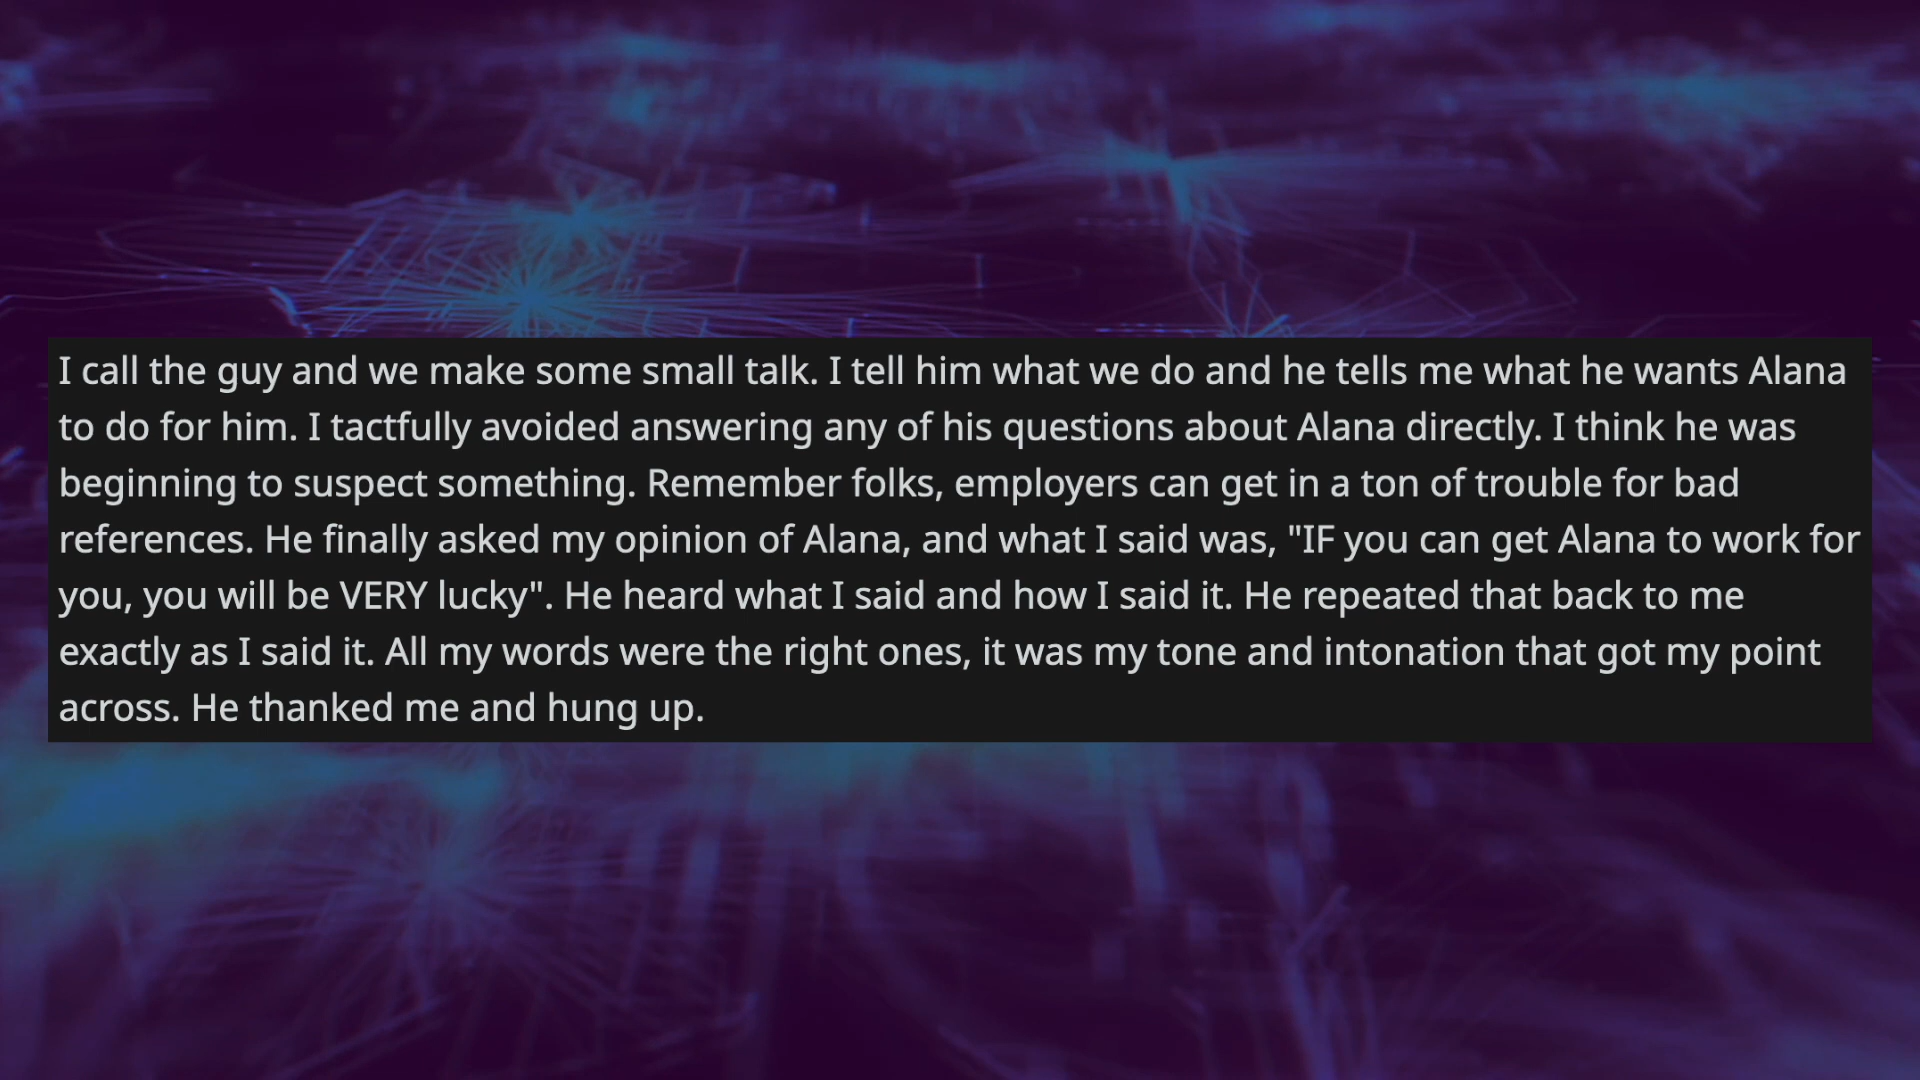 I call the guy and we make some small talk. I tell him what we do and he tells me what he wants Alana
to do for him. I tactfully avoided answering any of his questions about Alana directly. I think he was
beginning to suspect something. Remember folks, employers can get in a ton of trouble for bad
references. He finally asked my opinion of Alana, and what I said was, "IF you can get Alana to work for
you, you will be VERY lucky". He heard what I said and how I said it. He repeated that back to me
exactly as I said it. All my words were the right ones, it was my tone and intonation that got my point
across. He thanked me and hung up.